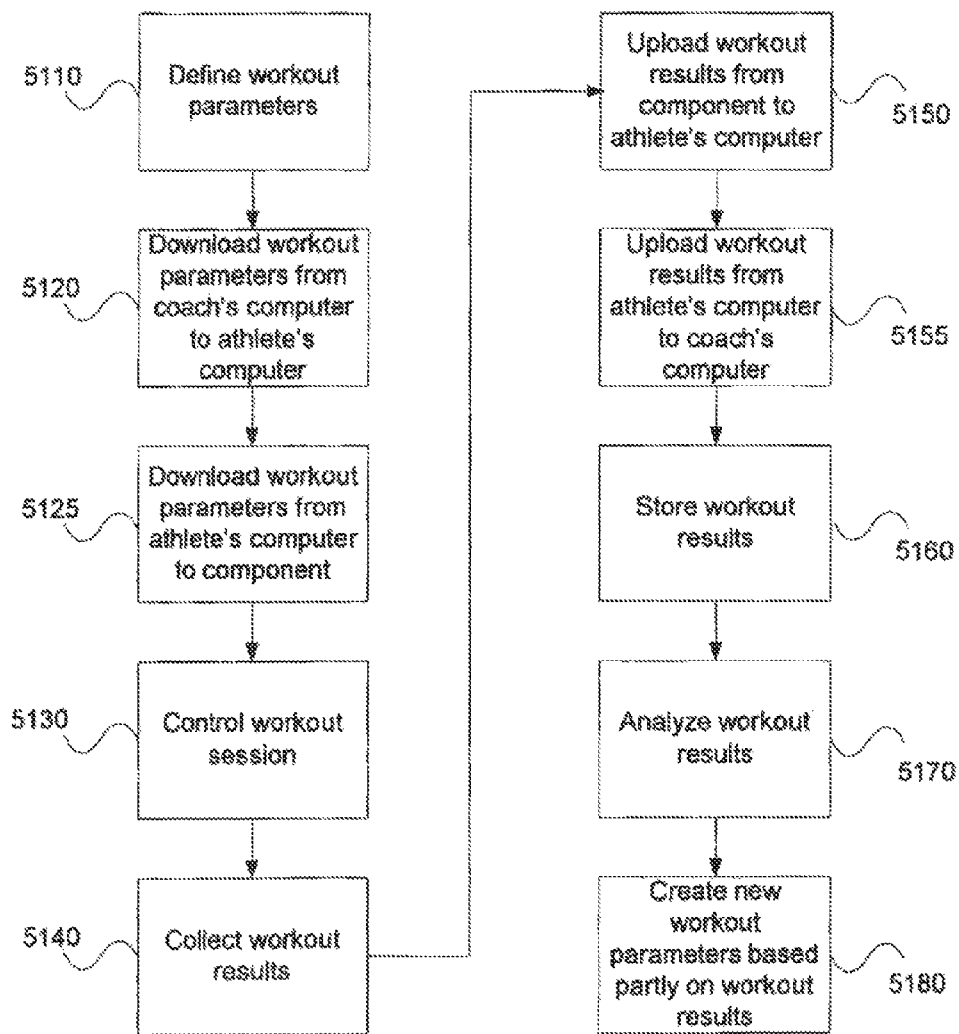 5110
Define workout
parameters
5120
Download workout
parameters from
coach's computer
to athlete's
computer
5125
Download workout
parameters from
athlete's computer
to component
5130
Control workout
session
5140
Collect workout
results
Upload workout
results from
component to
athlete's computer
5150
Upload workout
results from
athlete's computer
to coach's
computer
5155
Store workout
results
5160
Analyze workout
results
5170
Create new
workout
parameters based
partly on workout
results
5180